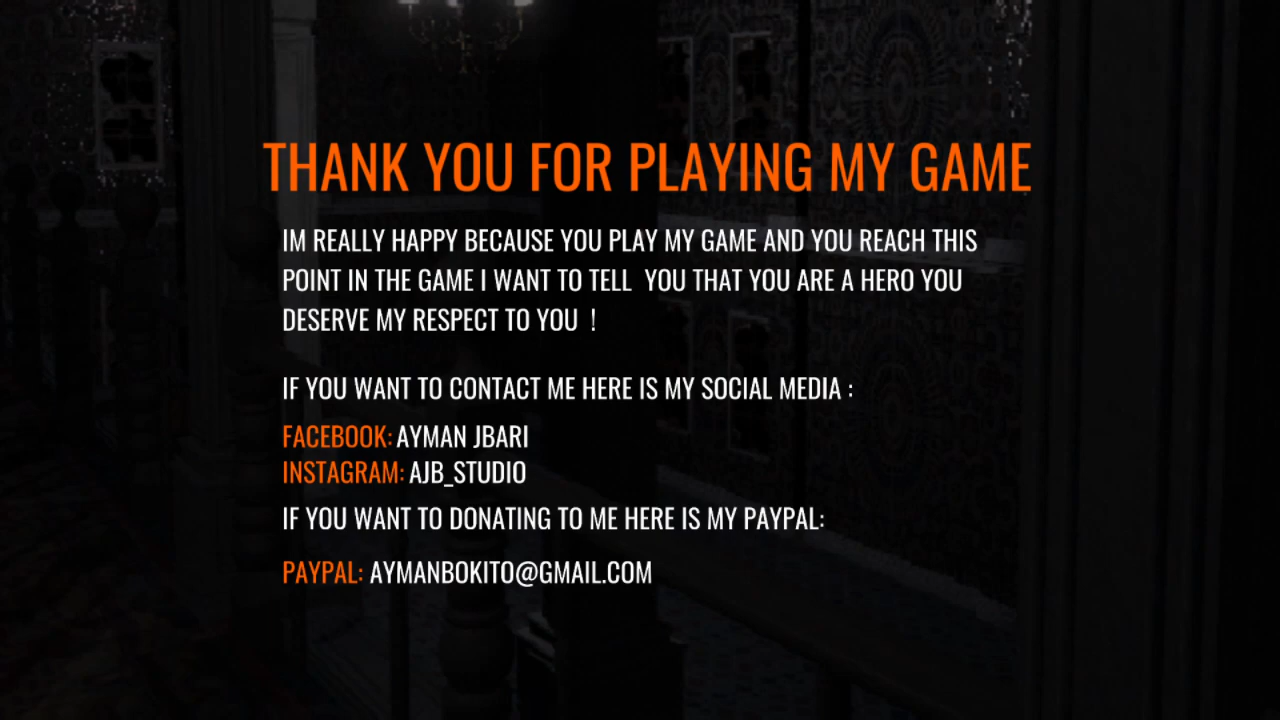 THANK YOU FOR PLAYING MY GAME
IM REALLY HAPPY BECAUSE YOU PLAY MY GAME AND YOU REACH THIS
POINT IN THE GAME I WANT TO TELL  YOU THAT YOU ARE A HERO YOU
DESERVE MY RESPECT TO YOU  !
IF YOU WANT TO CONTACT ME HERE IS MY SOCIAL MEDIA :
FACEBOOK: AYMAN JBARI
INSTAGRAM: AJB_STUDIO
IF YOU WANT TO DONATING TO ME HERE IS MY PAYPAL:
PAYPAL: AYMANBOKITO@GMAIL.COM